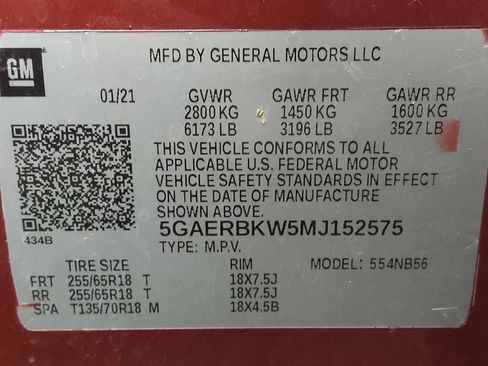 GM
MFD BY GENERAL MOTORS LLC
01/21 GVWR GAWR FRT GAWR RR
2800 KG 1450 KG 1600 KG
6173 LB 3196 LB 3527 LB
THIS VEHICLE CONFORMS TO ALL
APPLICABLE U.S. FEDERAL MOTOR
VEHICLE SAFETY STANDARDS IN EFFECT
ON THE DATE OF MANUFACTURE
SHOWN ABOVE.
5GAERBKW5MJ152575
434B
TYPE: M.P.V.
TIRE SIZE RIM MODEL: 554NB56
FRT 255/65R18 T 18X7.5J
RR 255/65R18 T 18X7.5J
SPA T135/70R18 M 18X4.5B